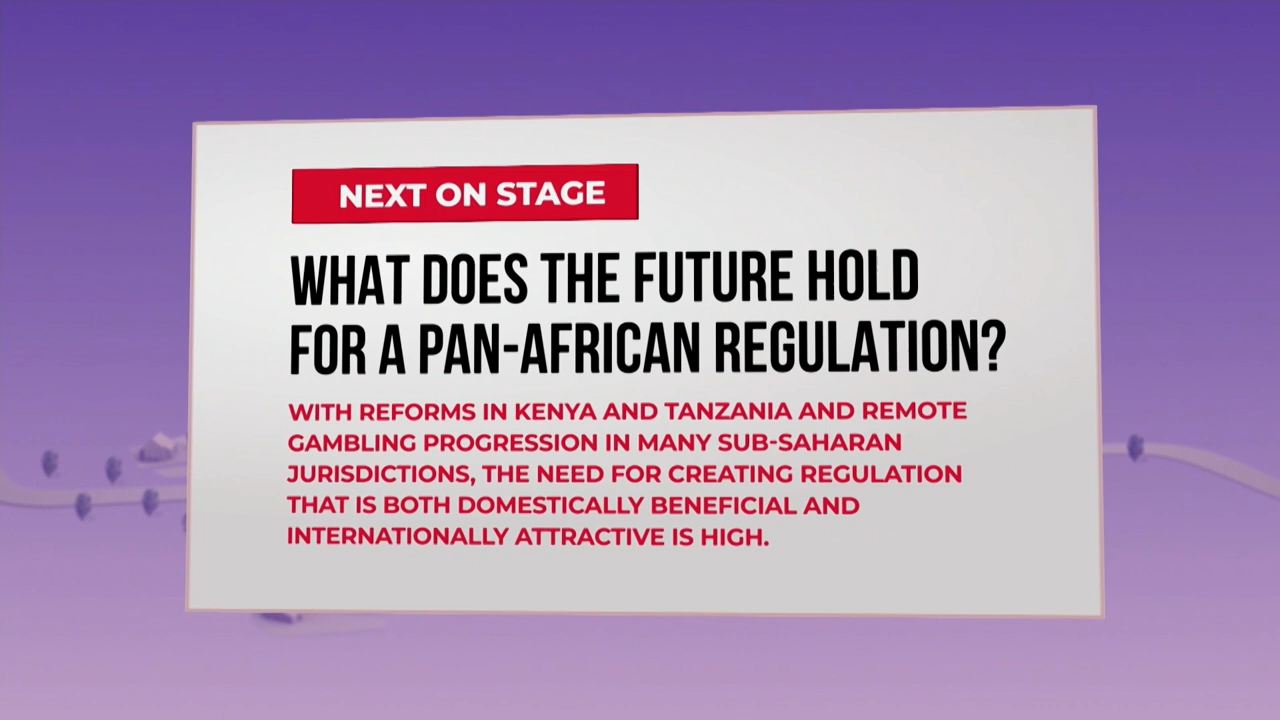 NEXT ON STAGE
WHAT DOES THE FUTURE HOLD
FOR A PAN-AFRICAN REGULATION?
WITH REFORMS IN KENYA AND TANZANIA AND REMOTE
GAMBLING PROGRESSION IN MANY SUB-SAHARAN
JURISDICTIONS, THE NEED FOR CREATING REGULATION
THAT IS BOTH DOMESTICALLY BENEFICIAL AND
INTERNATIONALLY ATTRACTIVE IS HIGH.